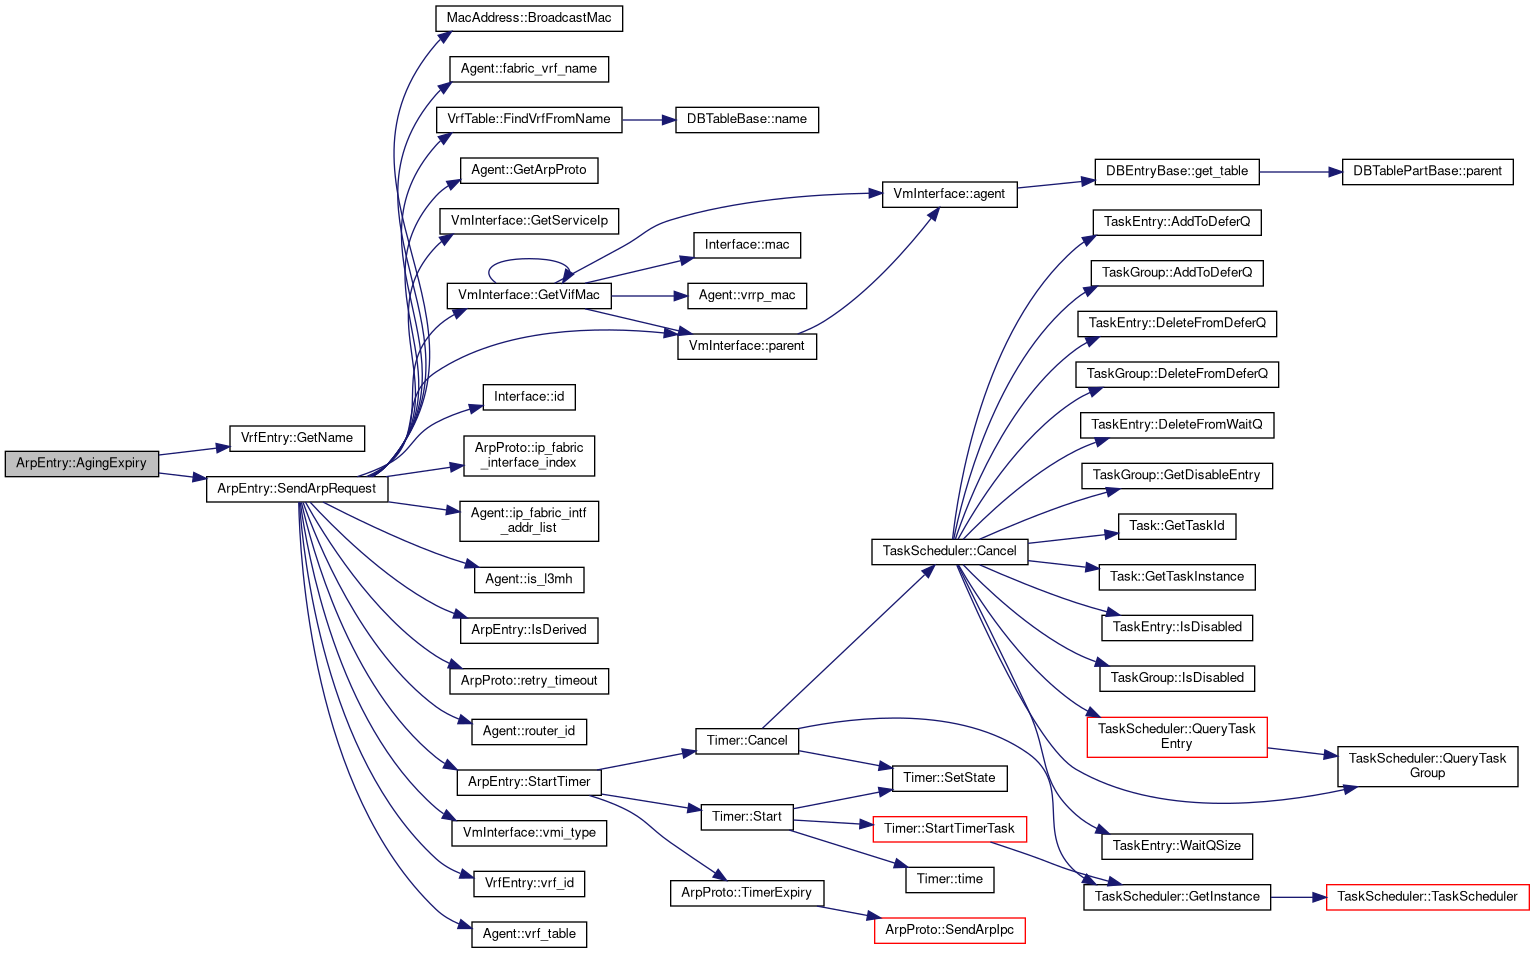 MacAddress::BroadcastMac
Agent::fabric_vrf_name
VrfTable::FindVrfFromName
DBTableBase::name
Agent::GetArpProto
DBEntryBase::get_table
DBTablePartBase::parent
VmInterface::agent
VmInterface::GetServiceIp
TaskEntry::AddToDeferQ
Interface::mac
TaskGroup::AddToDeferQ
VmInterface::GetVifMac
Agent::vrrp_mac
TaskEntry::DeleteFromDeferQ
VmInterface::parent
TaskGroup::DeleteFromDeferQ
Interface::id
TaskEntry::DeleteFromWaitQ
VrfEntry::GetName
ArpProto::ip_fabric
_interface_index
ArpEntry::AgingExpiry
TaskGroup::GetDisableEntry
ArpEntry::SendArpRequest
Agent::ip_fabric_intf
_addr_list
Task::GetTaskId
TaskScheduler::Cancel
Agent::is_l3mh
Task::GetTaskInstance
ArpEntry::IsDerived
TaskEntry::IsDisabled
ArpProto::retry_timeout
TaskGroup::IsDisabled
Agent::router_id
Timer::Cancel
TaskScheduler::QueryTask
Entry
TaskScheduler::QueryTask
Group
ArpEntry::StartTimer
Timer::SetState
Timer::Start
Timer::StartTimerTask
VmInterface::vmi_type
TaskEntry::WaitQSize
Timer::time
VrfEntry::vrf_id
ArpProto::TimerExpiry
TaskScheduler::GetInstance
TaskScheduler::TaskScheduler
Agent::vrf_table
ArpProto::SendArpIpc